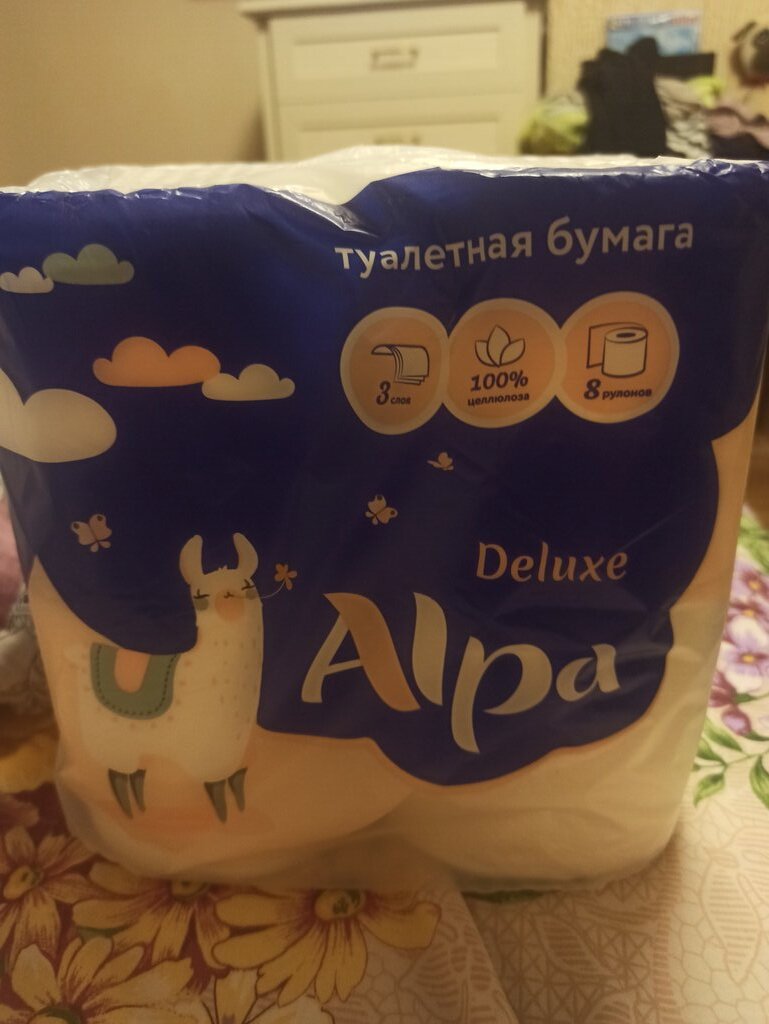 туалетная бумага
3 слоя
100%
целлюлоза
8 рулонов
Deluxe
Alpa